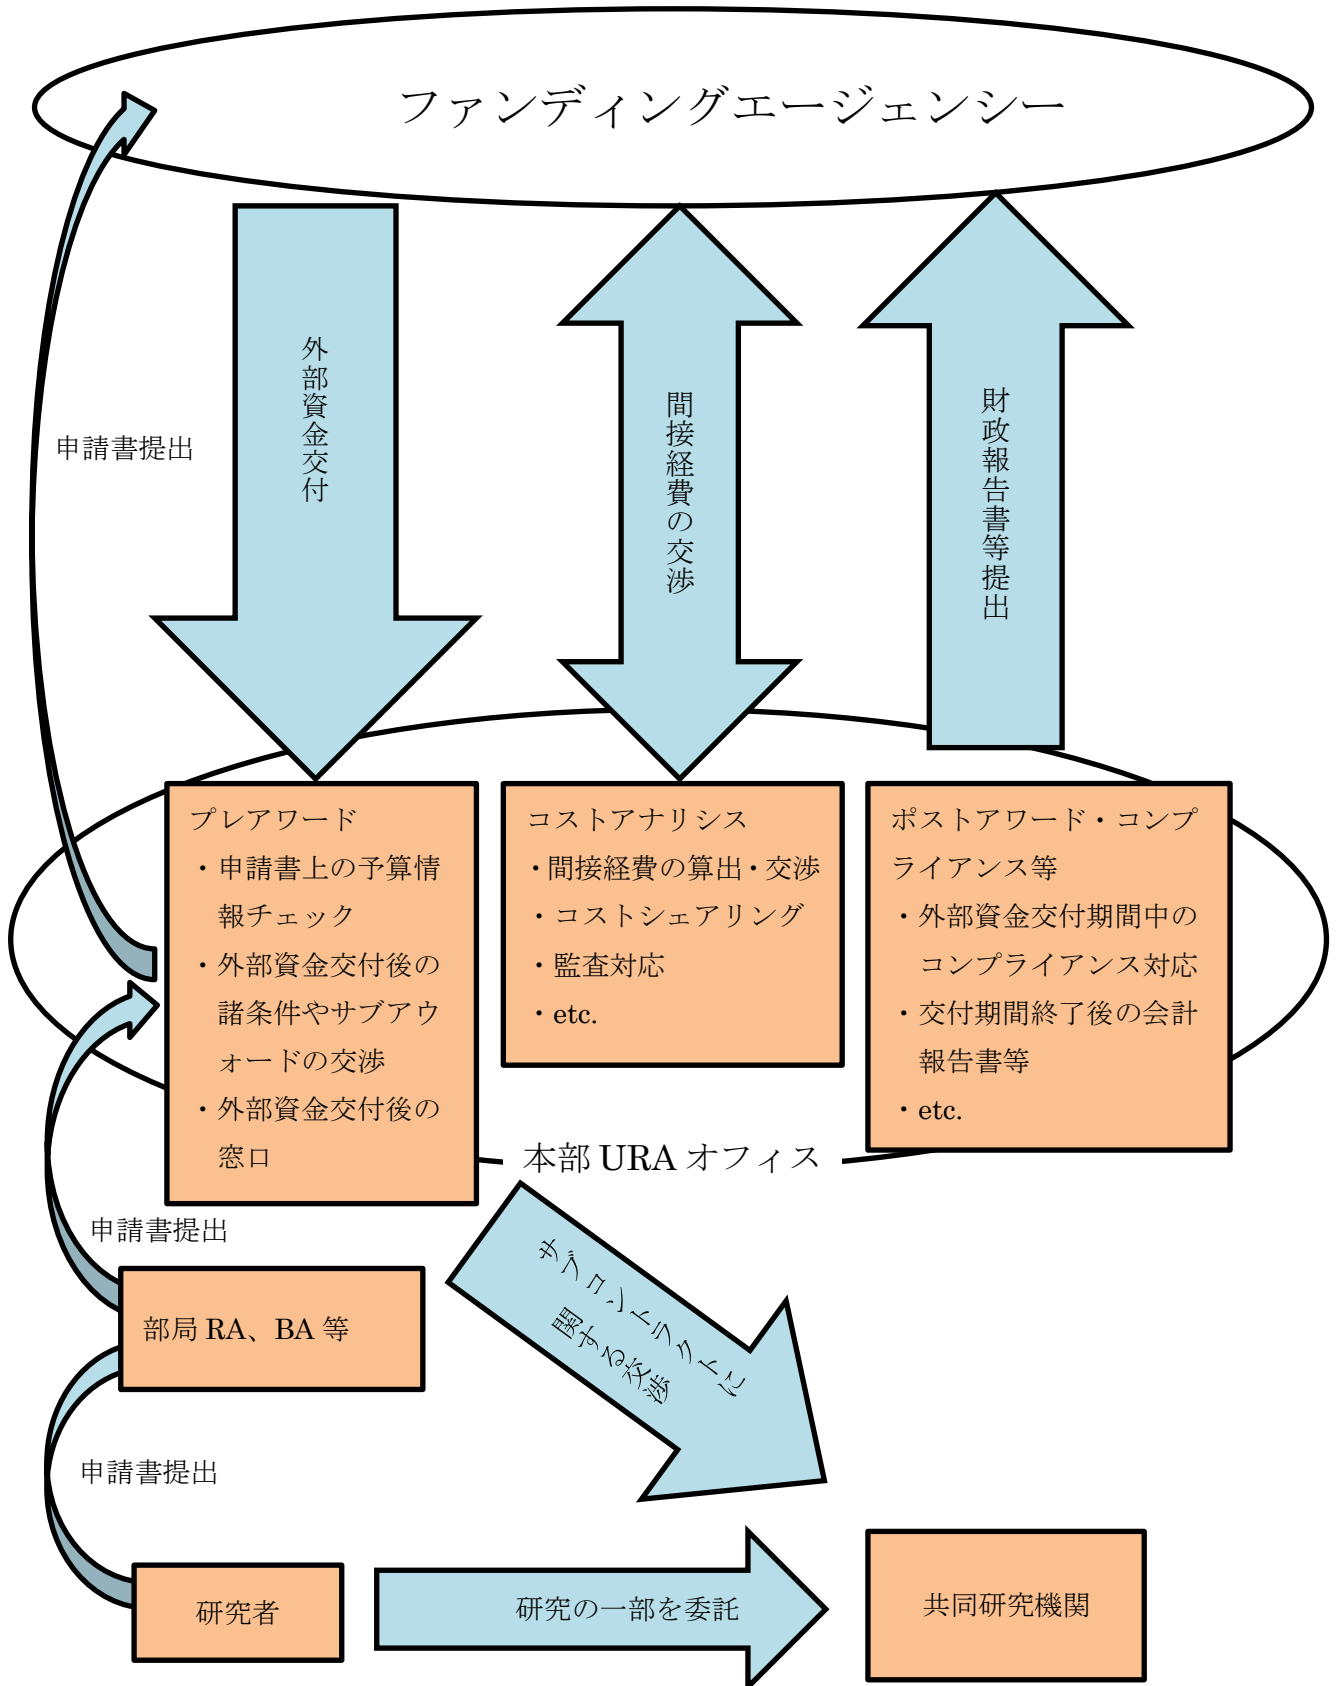 ファンディングエージェンシー
申請書提出
外部資金交付
間接経費の交渉
財政報告書等提出
プレアワード
・申請書上の予算情
報チェック
・外部資金交付後の
諸条件やサブアウ
ォードの交渉
・外部資金交付後の
窓口
コストアナリシス
・間接経費の算出・交渉
・コストシェアリング
・監査対応
・etc.
ポストアワード・コンプ
ライアンス等
・外部資金交付期間中の
コンプライアンス対応
・交付期間終了後の会計
報告書等
・etc.
本部 URA オフィス
申請書提出
部局 RA、BA 等
サブコントラクトに
関する交渉
申請書提出
研究者
研究の一部を委託
共同研究機関